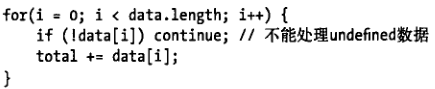 for(i = 0; i < data.length; i++) {
    if (!data[i]) continue; // 不能处理undefined数据
    total += data[i];
}